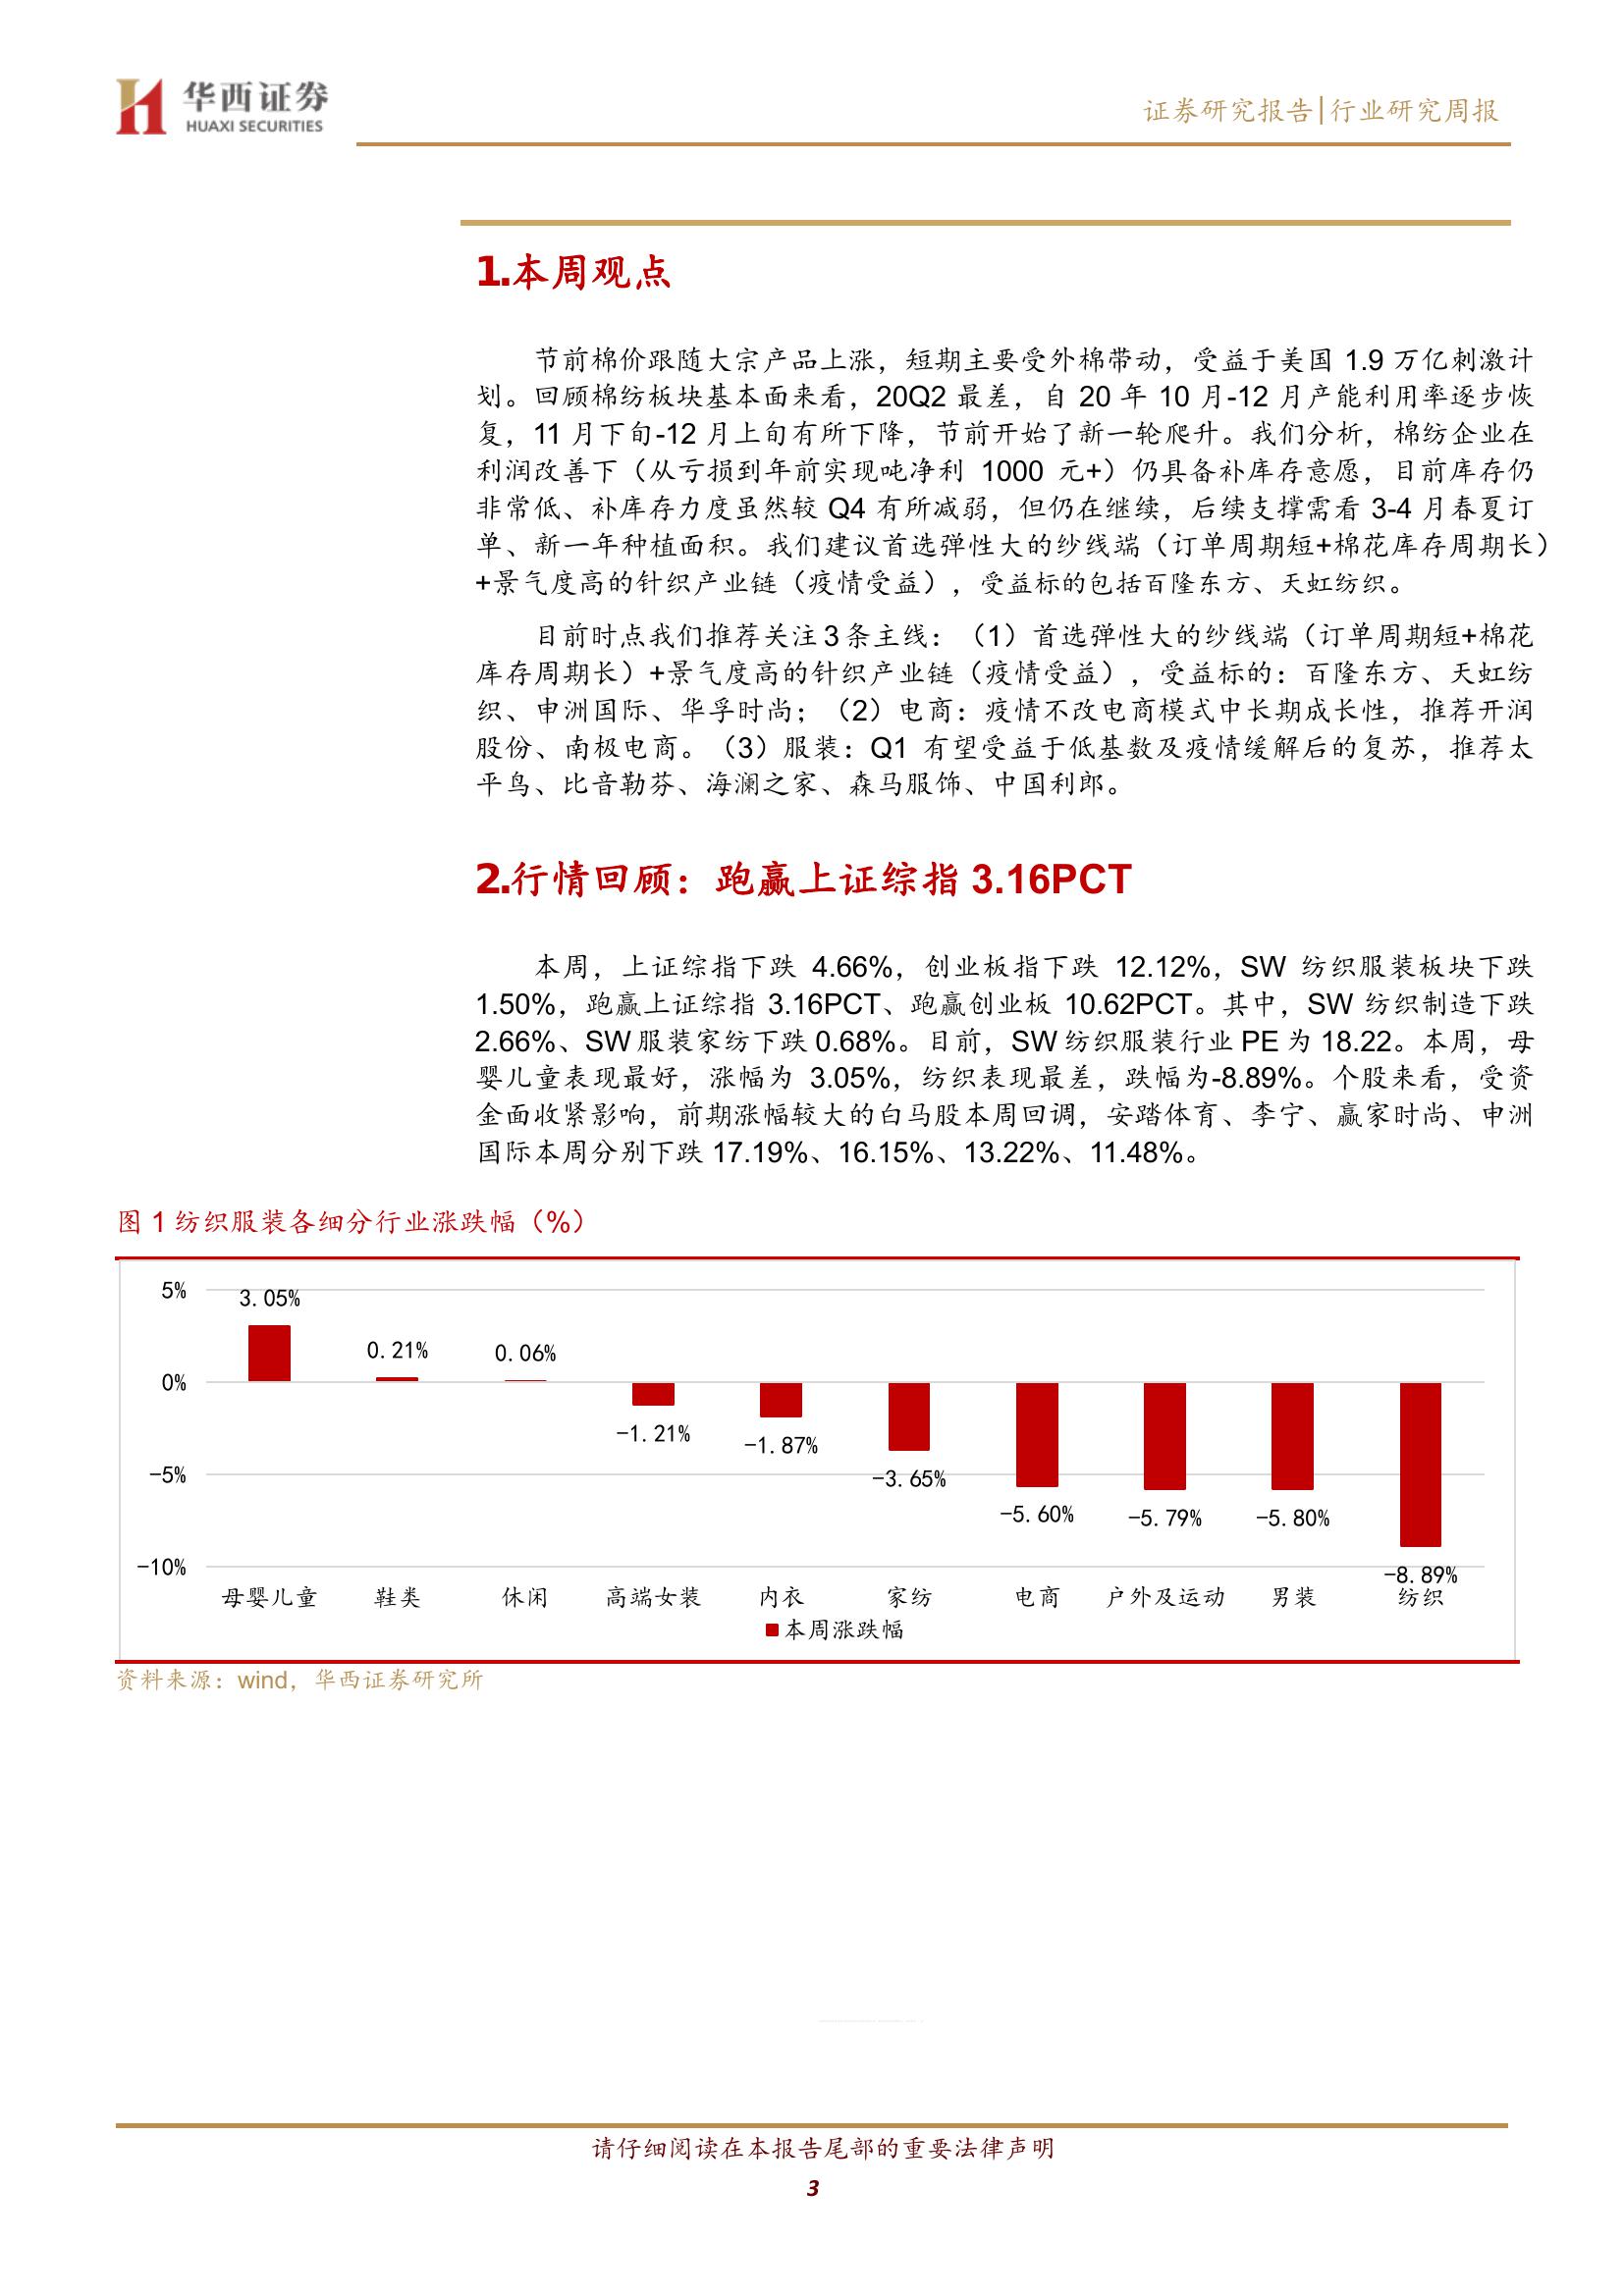 华西证券
HUAXI SECURITIES
证券研究报告|行业研究周报
1.本周观点
节前棉价跟随大宗产品上涨，短期主要受外棉带动，受益于美国 1.9 万亿刺激计
划。回顾棉纺板块基本面来看，20Q2 最差，自 20 年 10 月-12 月产能利用率逐步恢
复，11 月下旬-12 月上旬有所下降，节前开始了新一轮爬升。我们分析，棉纺企业在
利润改善下（从亏损到年前实现吨净利 1000 元+）仍具备补库存意愿，目前库存仍
非常低、补库存力度虽然较 Q4 有所减弱，但仍在继续，后续支撑需看 3-4 月春夏订
单、新一年种植面积。我们建议首选弹性大的纱线端（订单周期短+棉花库存周期长）
+景气度高的针织产业链（疫情受益），受益标的包括百隆东方、天虹纺织。
目前时点我们推荐关注 3 条主线：（1）首选弹性大的纱线端（订单周期短+棉花
库存周期长）+景气度高的针织产业链（疫情受益），受益标的：百隆东方、天虹纺
织、申洲国际、华孚时尚；（2）电商：疫情不改电商模式中长期成长性，推荐开润
股份、南极电商。（3）服装：Q1 有望受益于低基数及疫情缓解后的复苏，推荐太
平鸟、比音勒芬、海澜之家、森马服饰、中国利郎。
2.行情回顾：跑赢上证综指 3.16PCT
本周，上证综指下跌 4.66%，创业板指下跌 12.12%，SW 纺织服装板块下跌
1.50%，跑赢上证综指 3.16PCT、跑赢创业板 10.62PCT。其中，SW 纺织制造下跌
2.66%、SW 服装家纺下跌 0.68%。目前，SW 纺织服装行业 PE 为 18.22。本周，母
婴儿童表现最好，涨幅为 3.05%，纺织表现最差，跌幅为-8.89%。个股来看，受资
金面收紧影响，前期涨幅较大的白马股本周回调，安踏体育、李宁、赢家时尚、申洲
国际本周分别下跌 17.19%、16.15%、13.22%、11.48%。
图 1 纺织服装各细分行业涨跌幅（%）
5%
0%
-5%
-10%
3.05%
0.21%
0.06%
-1.21%
-1.87%
-3.65%
-5.60%
-5.79%
-5.80%
-8.89%
母婴儿童 鞋类 休闲 高端女装 内衣 家纺 电商 户外及运动 男装 纺织
本周涨跌幅
资料来源：wind，华西证券研究所
请仔细阅读在本报告尾部的重要法律声明
3